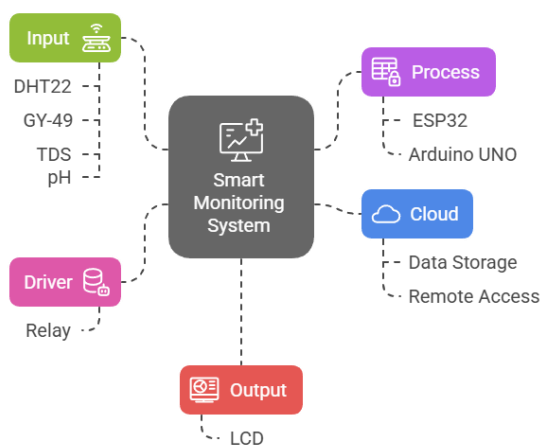 Input
DHT22
GY-49
TDS
pH
Process
ESP32
Arduino UNO
Smart
Monitoring
System
Cloud
Data Storage
Remote Access
Driver
Relay
Output
LCD